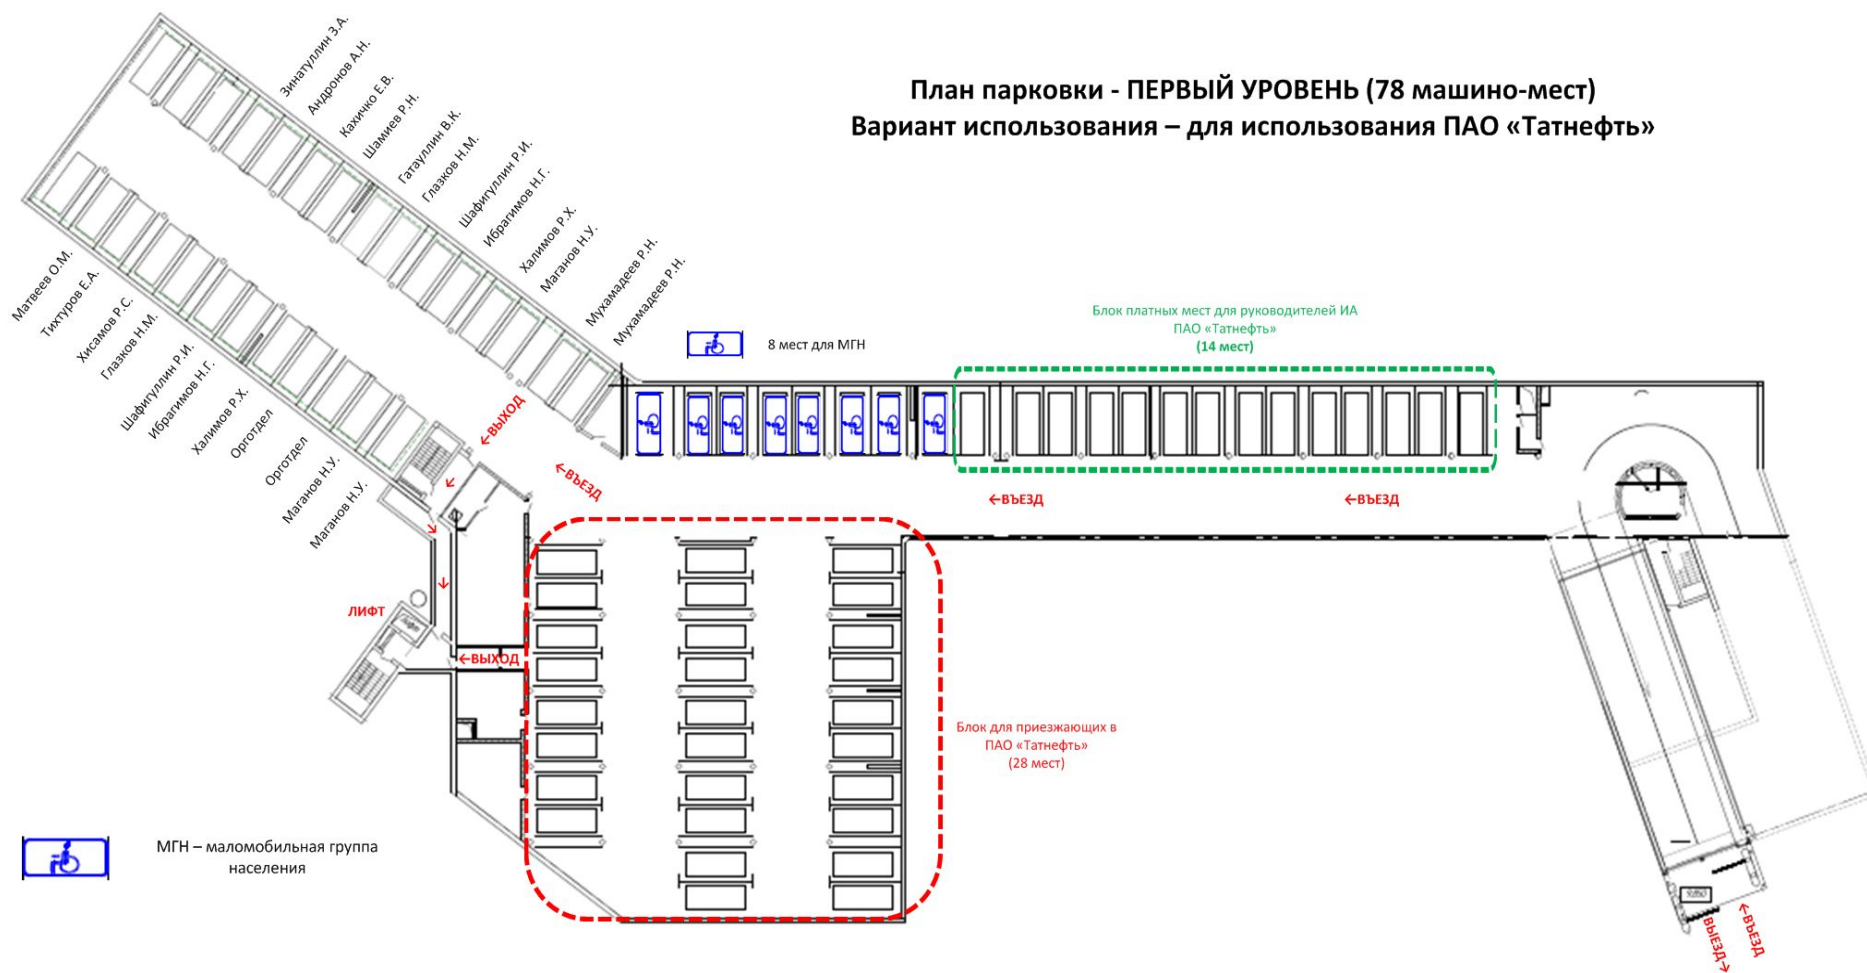 План парковки - ПЕРВЫЙ УРОВЕНЬ (78 машино-мест)
Вариант использования – для использования ПАО «Татнефть»
Зинатуллин З.А.
Андронов А.Н.
Кахичко Е.В.
Шамиев Р.Н.
Гатауллин В.К.
Глазков Н.М.
Шафигуллин Р.И.
Ибрагимов Н.Г.
Халимов Р.Х.
Маганов Н.У.
Мухамадеев Р.Н.
Мухамадеев Р.Н.
Матвеев О.М.
Тихтуров Е.А.
Хисамов Р.С.
Глазков Н.М.
Шафигуллин Р.И.
Ибрагимов Н.Г.
Халимов Р.Х.
Орготдел
Орготдел
Маганов Н.У.
Маганов Н.У.
8 мест для МГН
Блок платных мест для руководителей ИА
ПАО «Татнефть»
(14 мест)
←ВЫХОД
←ВЪЕЗД
←ВЪЕЗД
←ВЪЕЗД
ЛИФТ
Лифт
←ВЫХОД
Блок для приезжающих в
ПАО «Татнефть»
(28 мест)
МГН – маломобильная группа
населения
ВЫЕЗД→
←ВЪЕЗД